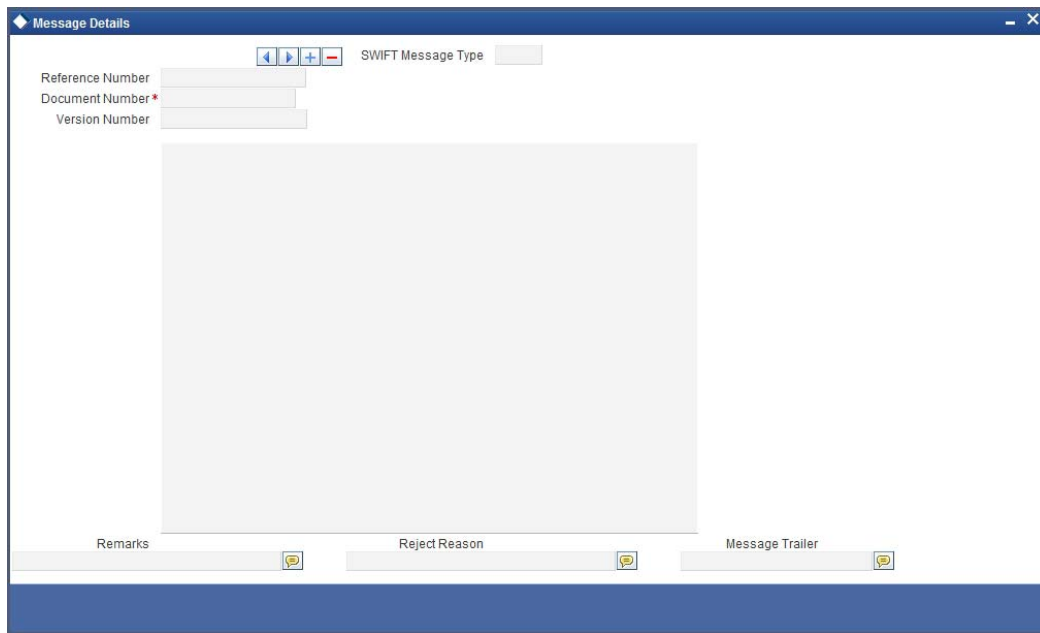 Message Details
SWIFT Message Type
Reference Number
Document Number*
Version Number
Remarks
Reject Reason
Message Trailer